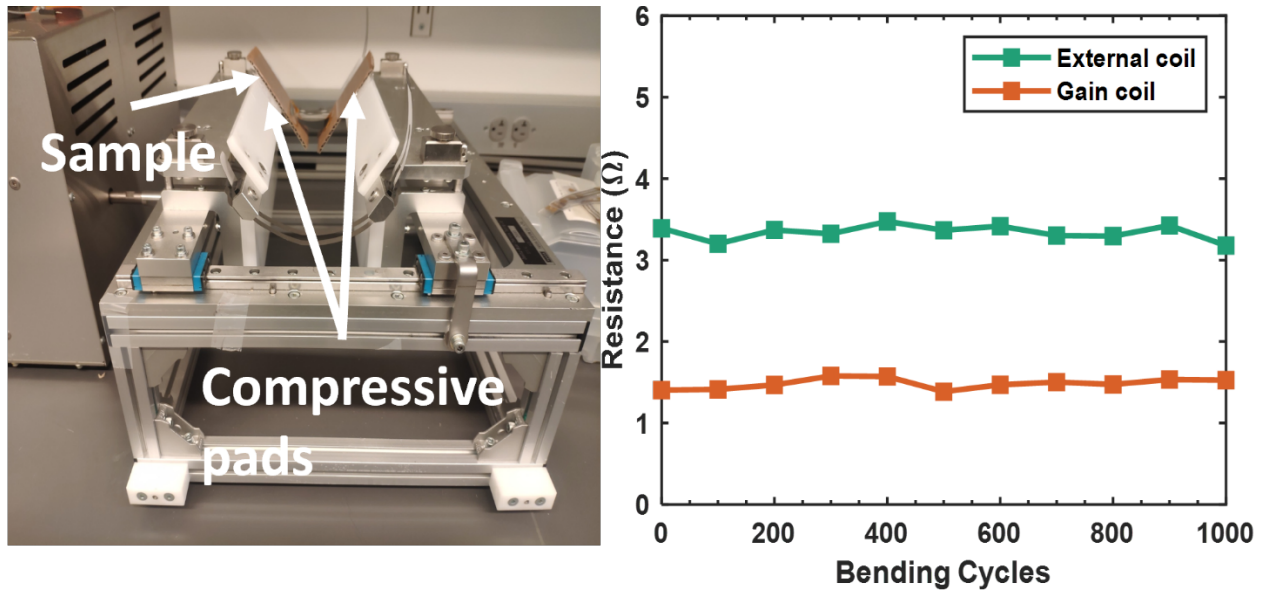 Sample
Compressive
pads
External coil
Gain coil
Resistance (Ω)
6
5
4
3
2
1
0
0 200 400 600 800 1000
Bending Cycles